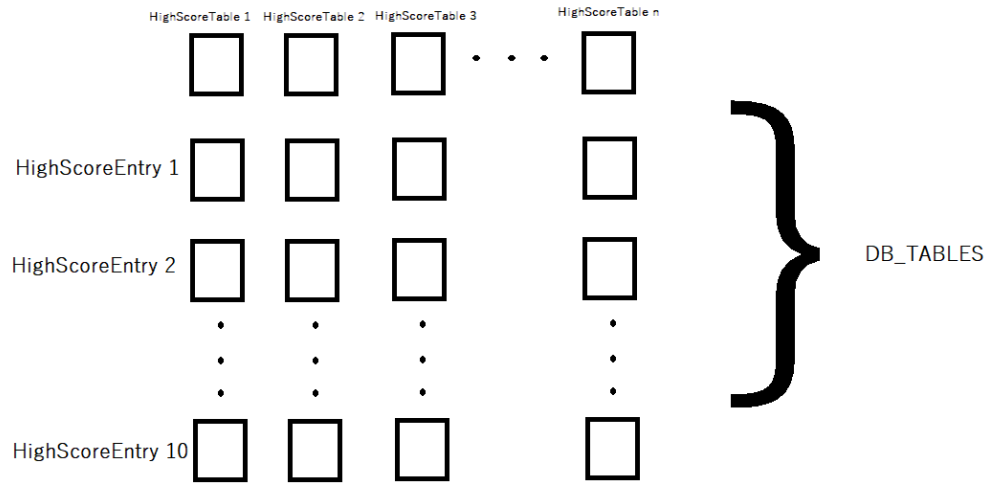 HighScoreTable 1
HighScoreTable 2
HighScoreTable 3
HighScoreTable n
HighScoreEntry 1
HighScoreEntry 2
DB_TABLES
HighScoreEntry 10